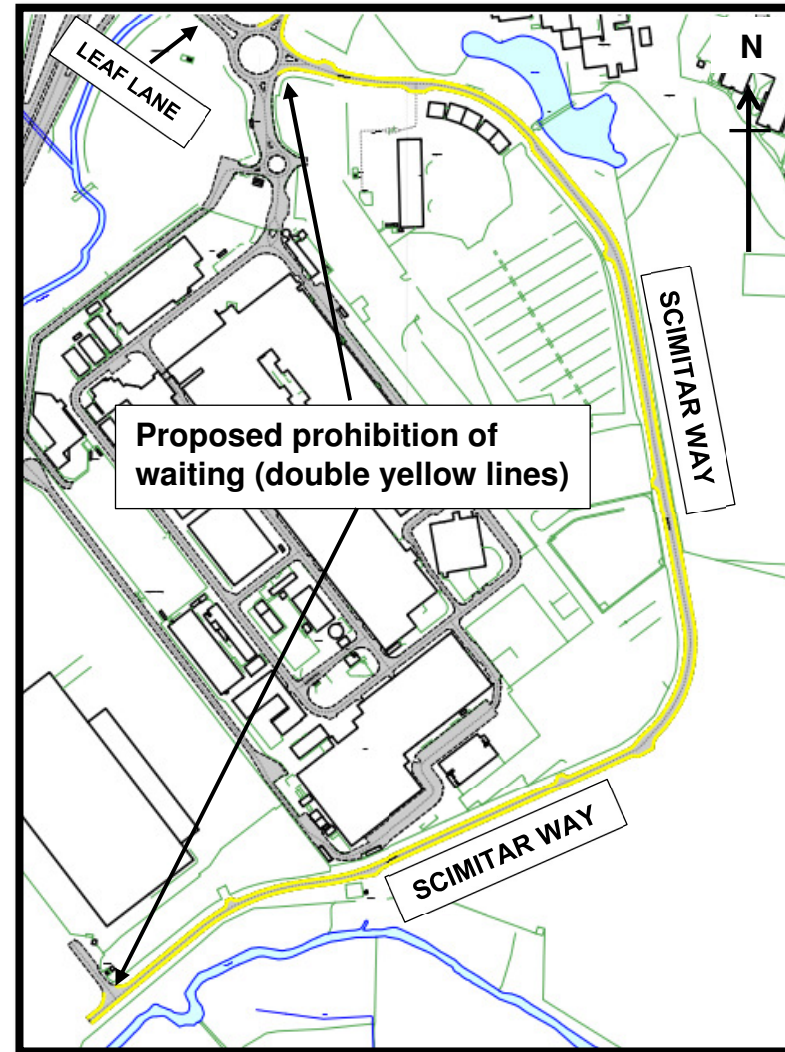 LEAF LANE
N
SCIMITAR WAY
Proposed prohibition of
waiting (double yellow lines)
SCIMITAR WAY